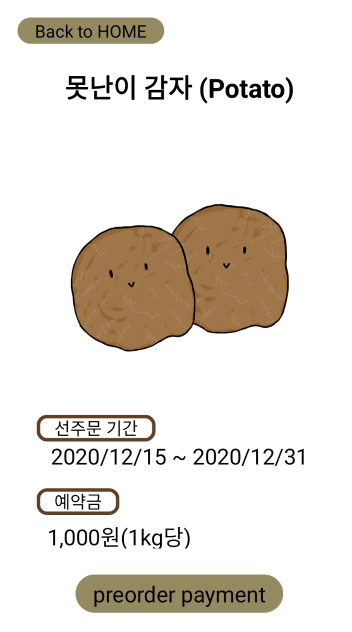 Back to HOME
못난이 감자 (Potato)
선주문 기간
2020/12/15 ~ 2020/12/31
예약금
1,000원(1kg당)
preorder payment